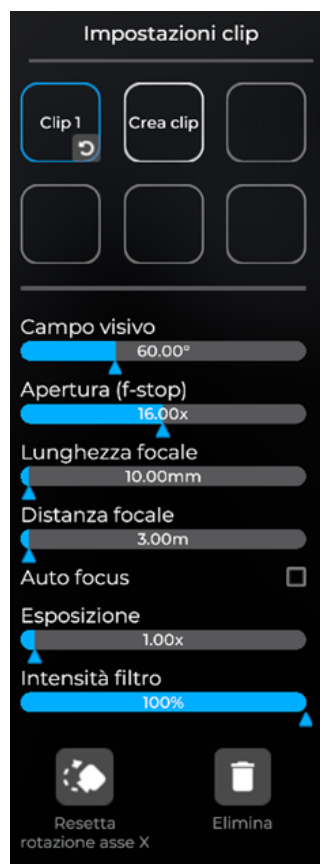 Impostazioni clip
Clip 1
Crea clip
Campo visivo
60.00°
Apertura (f-stop)
16.00x
Lunghezza focale
10.00mm
Distanza focale
3.00m
Auto focus
Esposizione
1.00x
Intensità filtro
100%
Resetta
rotazione asse X
Elimina